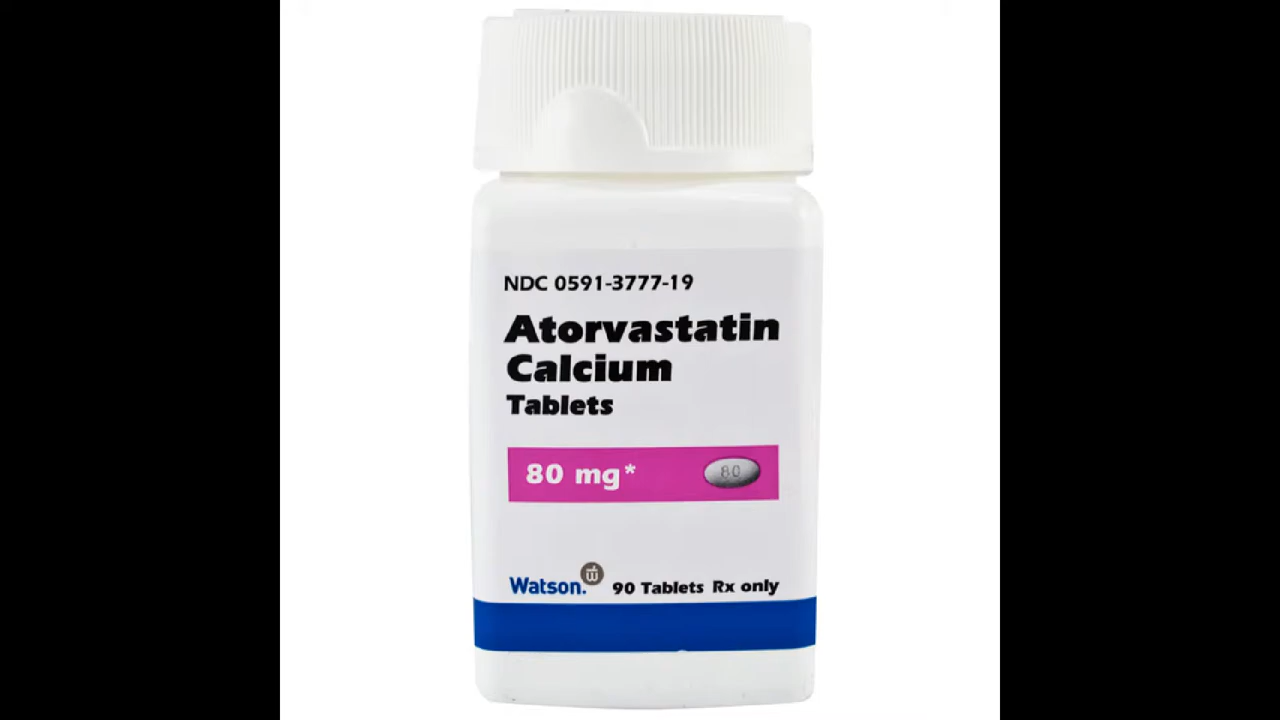 NDC 0591-3777-19
Atorvastatin
Calcium
Tablets
80 mg*
80
Watson. 90 Tablets Rx only